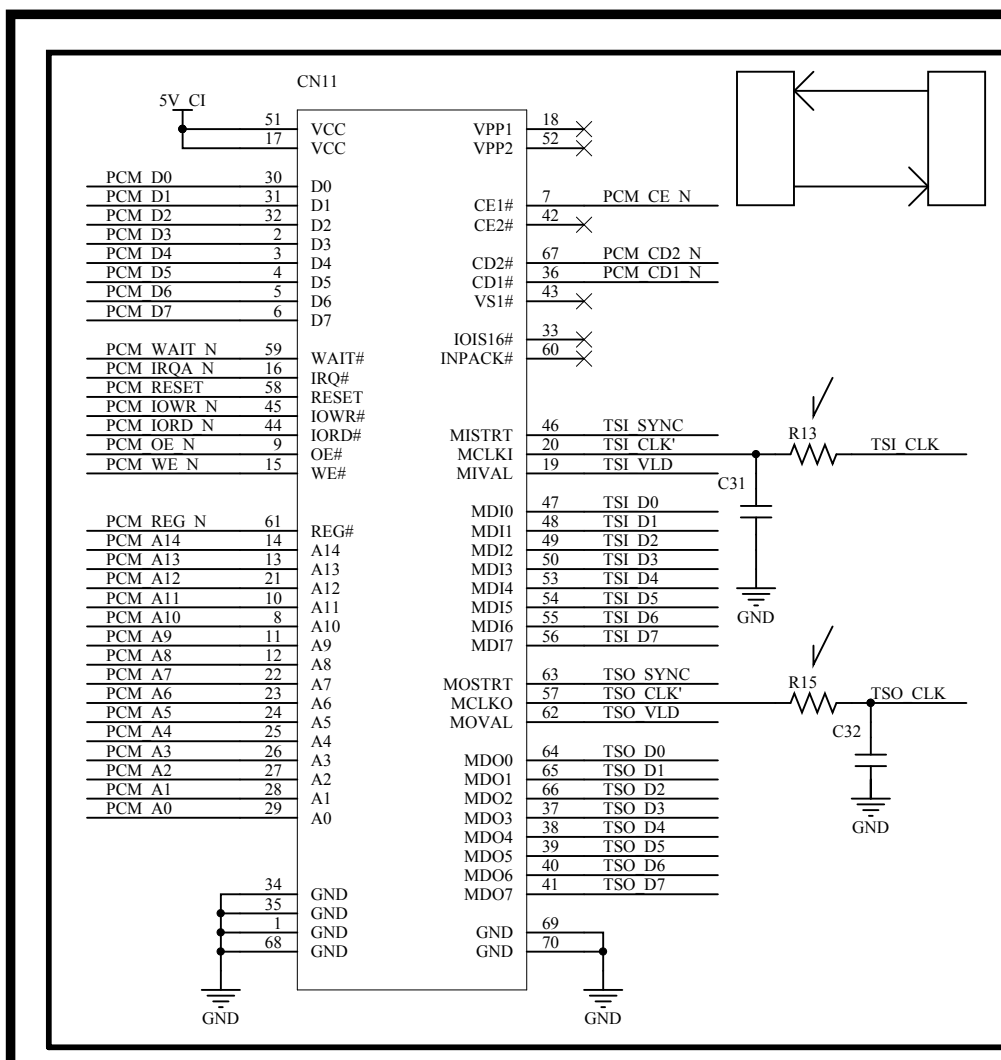 CN11
5V_CI
51 VCC
17 VCC
PCM_D0 30 D0
PCM_D1 31 D1
PCM_D2 32 D2
PCM_D3 2 D3
PCM_D4 3 D4
PCM_D5 4 D5
PCM_D6 5 D6
PCM_D7 6 D7
PCM_WAIT_N 59 WAIT#
PCM_IRQA_N 16 IRQ#
PCM_RESET 58 RESET
PCM_IOWR_N 45 IOWR#
PCM_IORD_N 44 IORD#
PCM_OE_N 9 OE#
PCM_WE_N 15 WE#
PCM_REG_N 61 REG#
PCM_A14 14 A14
PCM_A13 13 A13
PCM_A12 21 A12
PCM_A11 10 A11
PCM_A10 8 A10
PCM_A9 11 A9
PCM_A8 12 A8
PCM_A7 22 A7
PCM_A6 23 A6
PCM_A5 24 A5
PCM_A4 25 A4
PCM_A3 26 A3
PCM_A2 27 A2
PCM_A1 28 A1
PCM_A0 29 A0
34 GND
35 GND
1 GND
68 GND
GND
VPP1 18
VPP2 52
CE1# 7 PCM_CE_N
CE2# 42
CD2# 67 PCM_CD2_N
CD1# 36 PCM_CD1_N
VS1# 43
IOIS16# 33
INPACK# 60
MISTRT 46 TSI_SYNC
MCLKI 20 TSI_CLK' R13 TSI_CLK
MIVAL 19 TSI_VLD
C31
GND
MDI0 47 TSI_D0
MDI1 48 TSI_D1
MDI2 49 TSI_D2
MDI3 50 TSI_D3
MDI4 53 TSI_D4
MDI5 54 TSI_D5
MDI6 55 TSI_D6
MDI7 56 TSI_D7
MOSTRT 63 TSO_SYNC
MCLKO 57 TSO_CLK' R15 TSO_CLK
MOVAL 62 TSO_VLD
C32
GND
MDO0 64 TSO_D0
MDO1 65 TSO_D1
MDO2 66 TSO_D2
MDO3 37 TSO_D3
MDO4 38 TSO_D4
MDO5 39 TSO_D5
MDO6 40 TSO_D6
MDO7 41 TSO_D7
GND 69
GND 70
GND